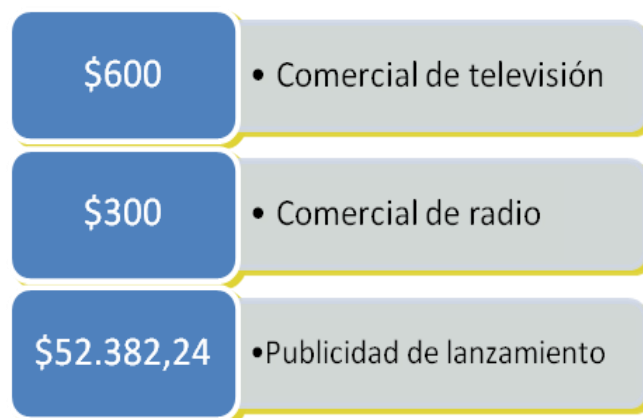 $600
• Comercial de televisión
$300
• Comercial de radio
$52.382,24
•Publicidad de lanzamiento